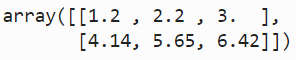 array([[1.2 , 2.2 , 3.  ],
       [4.14, 5.65, 6.42]])